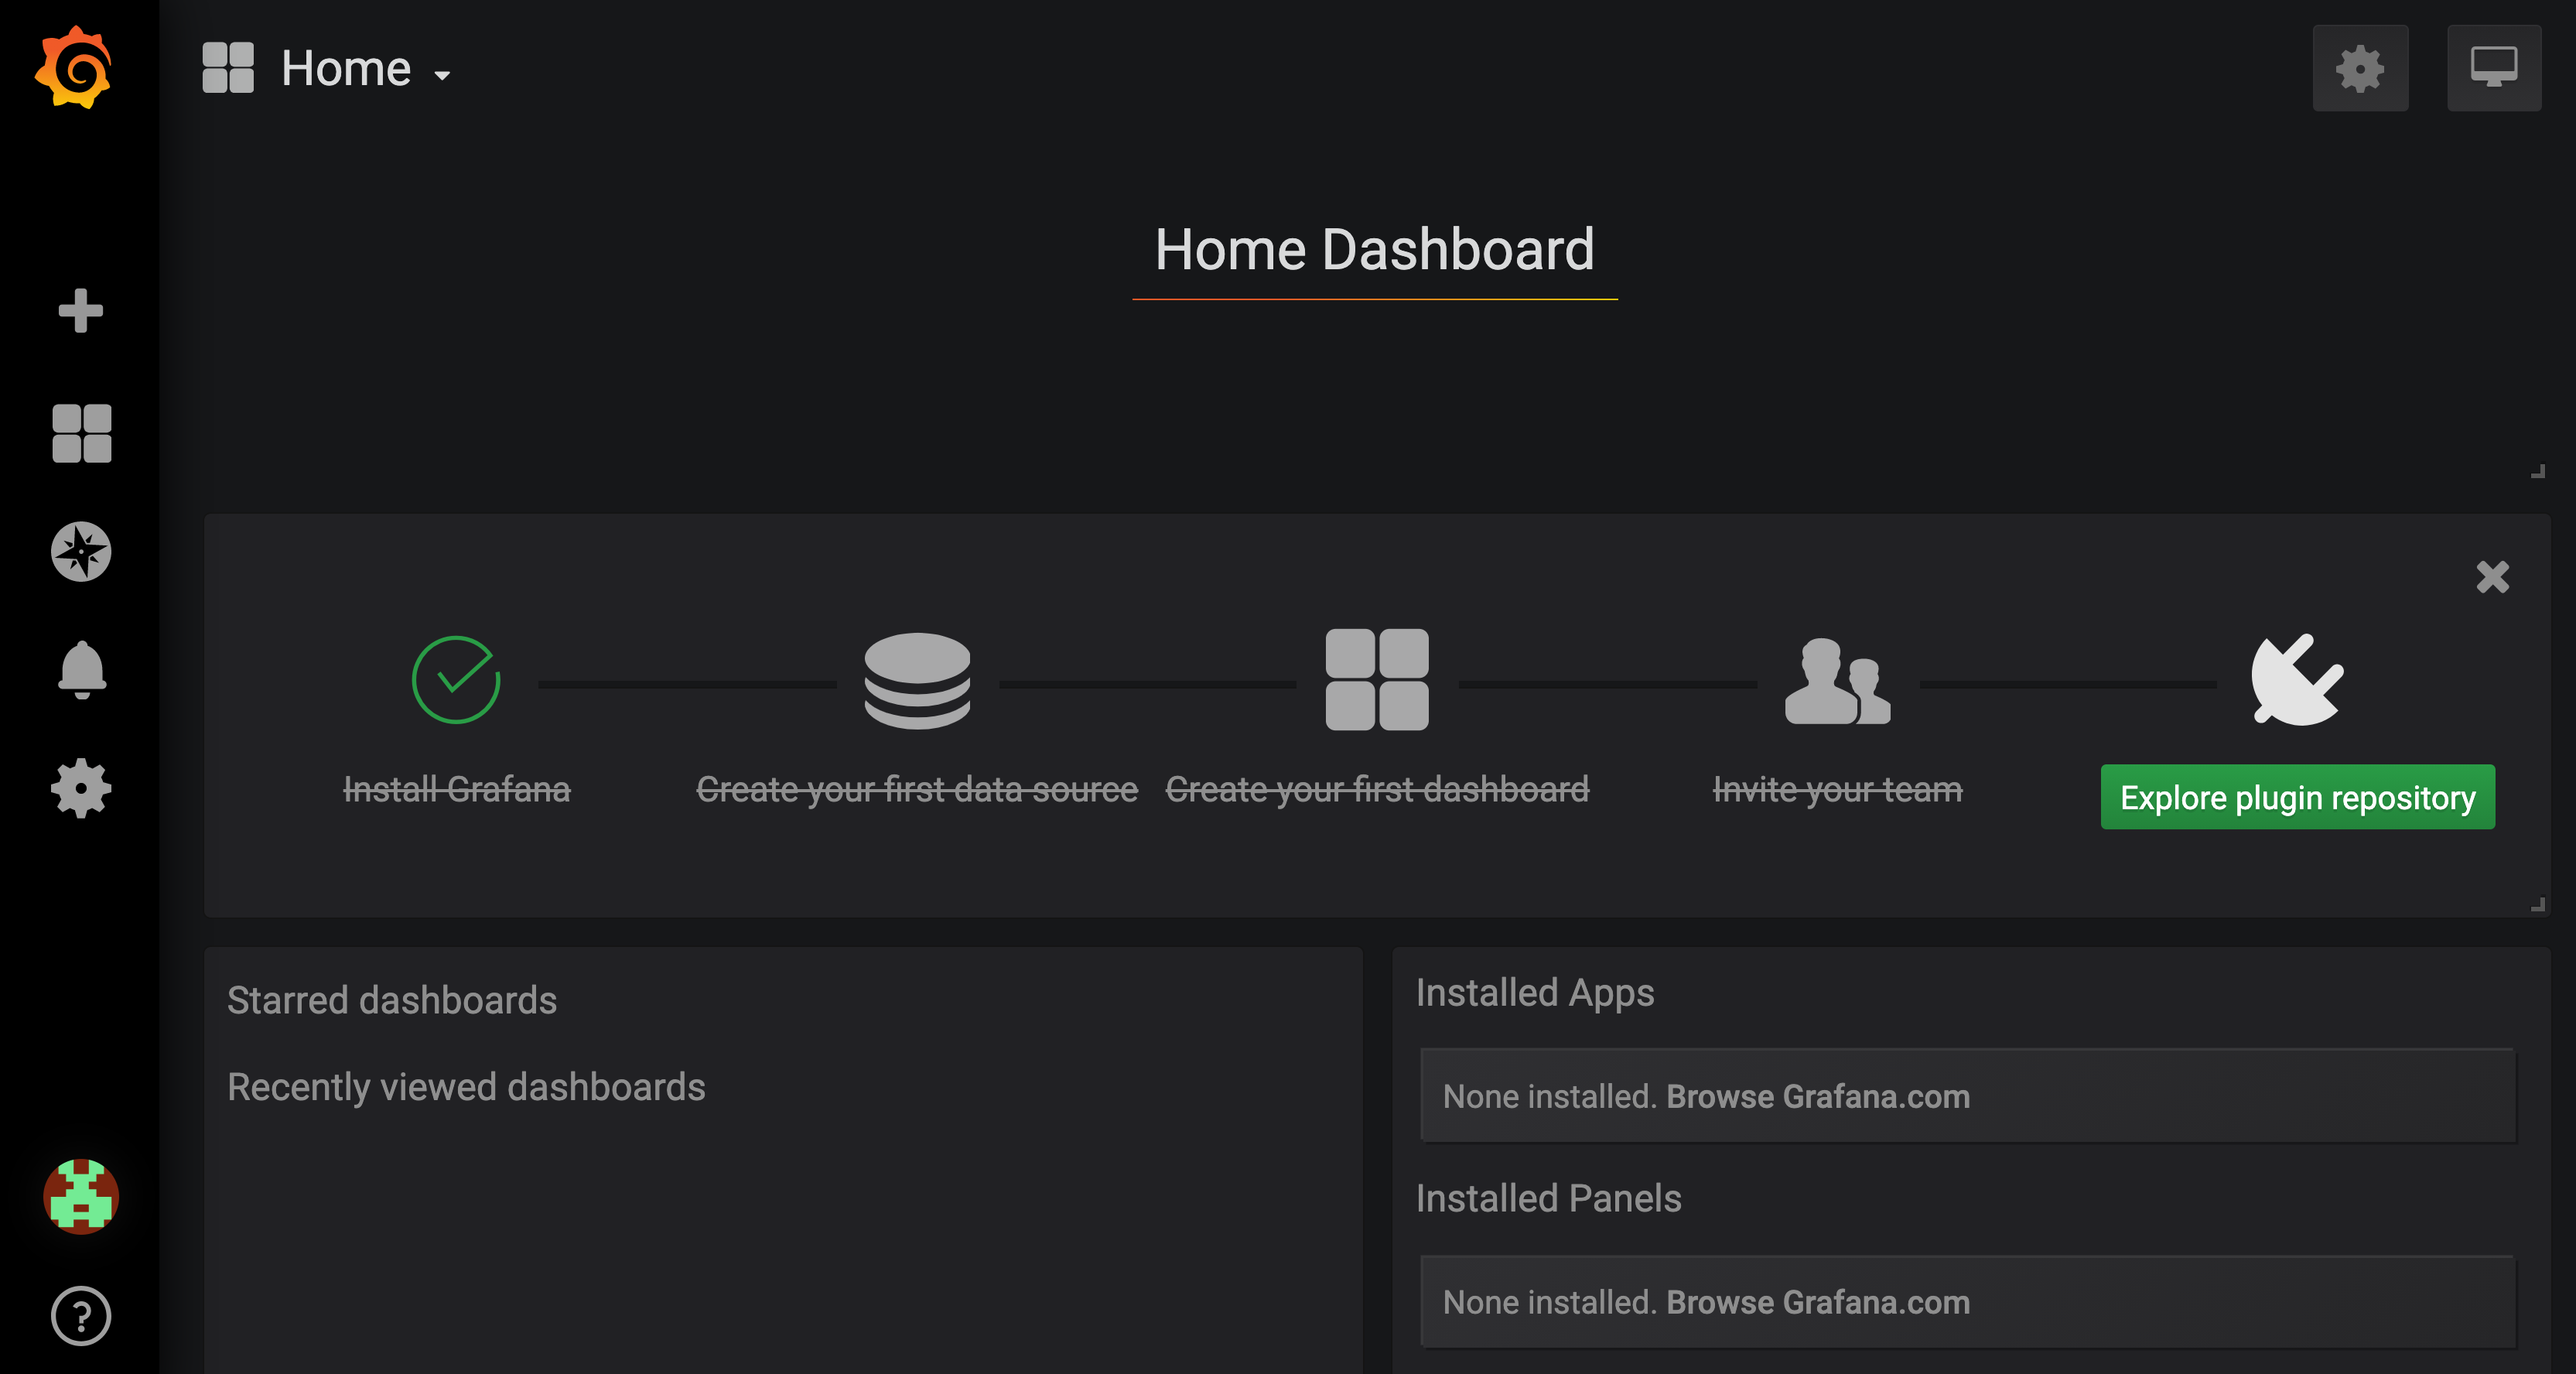 Home
Home Dashboard
Install Grafana
Create your first data source
Create your first dashboard
Invite your team
Explore plugin repository
Starred dashboards
Recently viewed dashboards
Installed Apps
None installed. Browse Grafana.com
Installed Panels
None installed. Browse Grafana.com